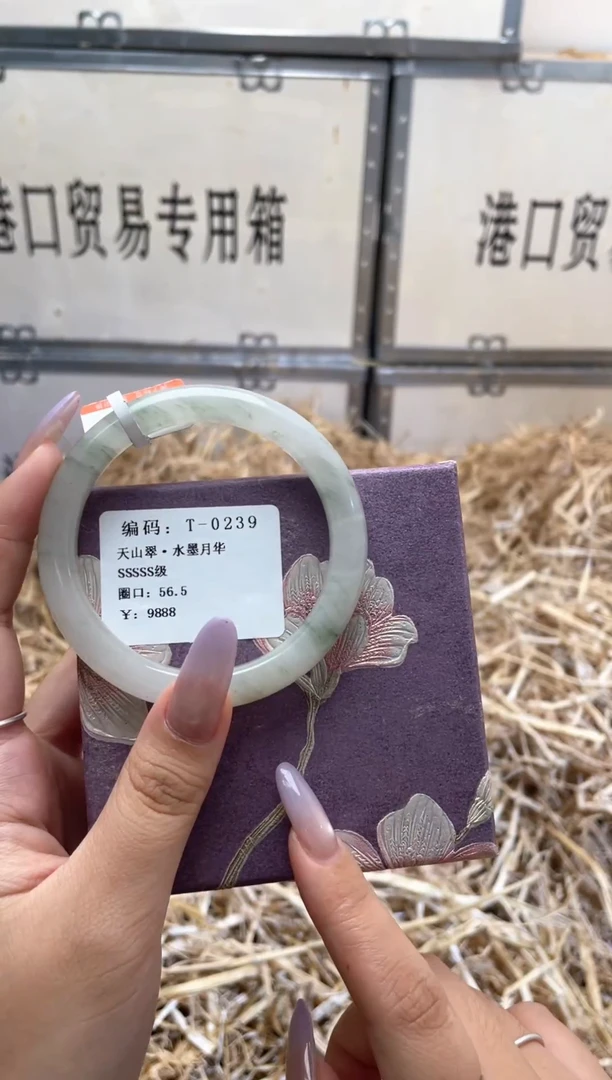 港口贸易专用箱
港口贸
编码：T-0239
天山翠·水墨月华
SSSSS级
圈口：56.5
¥：9888